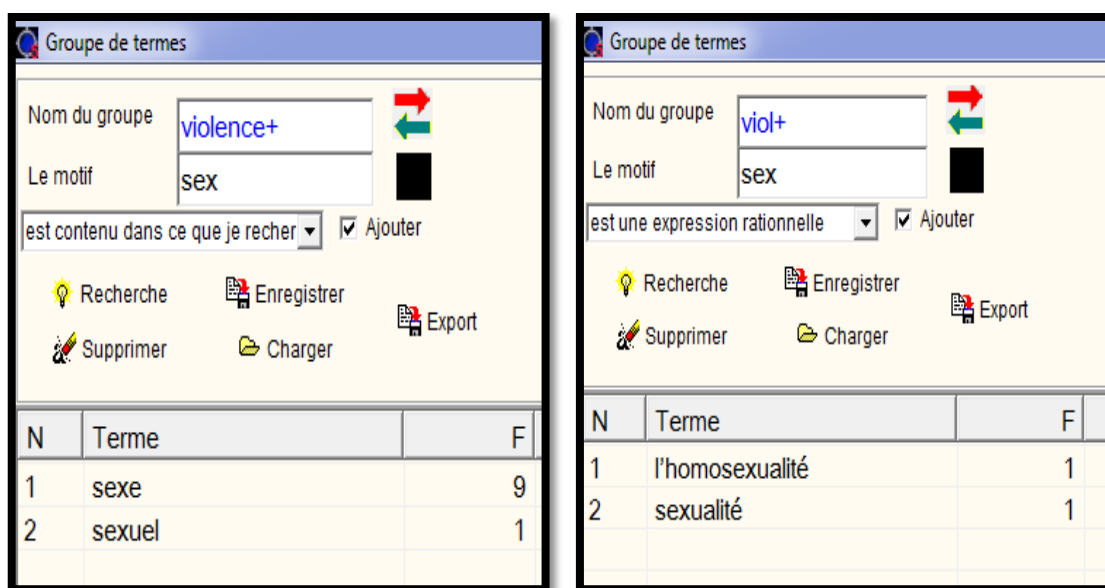 Groupe de termes
Nom du groupe
violence+
Le motif
sex
est contenu dans ce que je recher
Ajouter
Recherche
Enregistrer
Export
Supprimer
Charger
N Terme F
1 sexe 9
2 sexuel 1
Groupe de termes
Nom du groupe
viol+
Le motif
sex
est une expression rationnelle
Ajouter
Recherche
Enregistrer
Export
Supprimer
Charger
N Terme F
1 l'homosexualité 1
2 sexualité 1